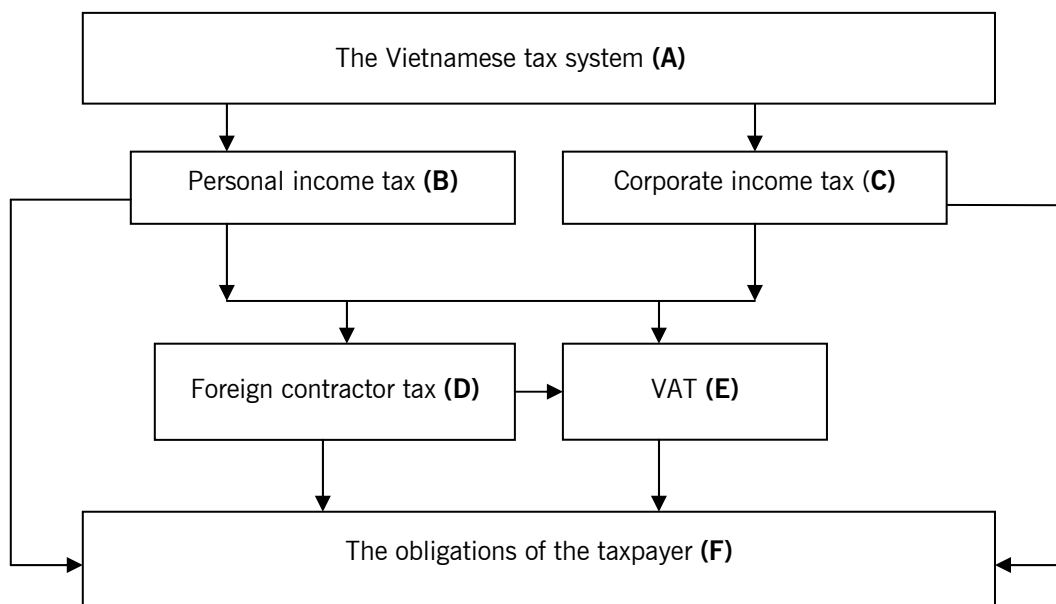 The Vietnamese tax system (A)
Personal income tax (B)
Corporate income tax (C)
Foreign contractor tax (D)
VAT (E)
The obligations of the taxpayer (F)